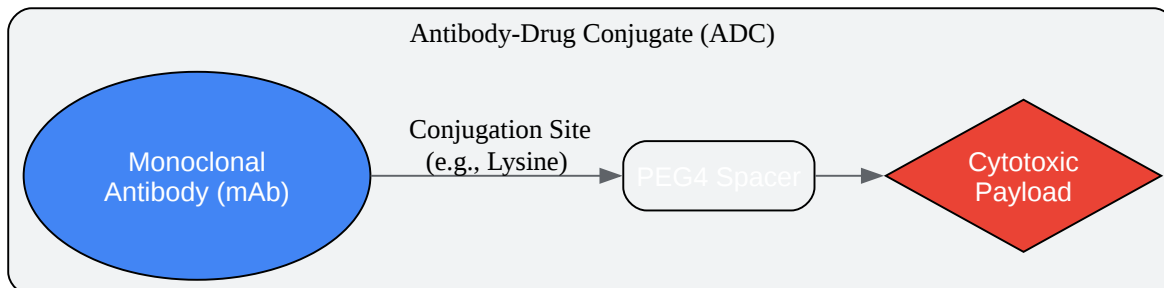 Antibody-Drug Conjugate (ADC)
Monoclonal
Antibody (mAb)
Conjugation Site
(e.g., Lysine)
PEG4 Spacer
Cytotoxic
Payload